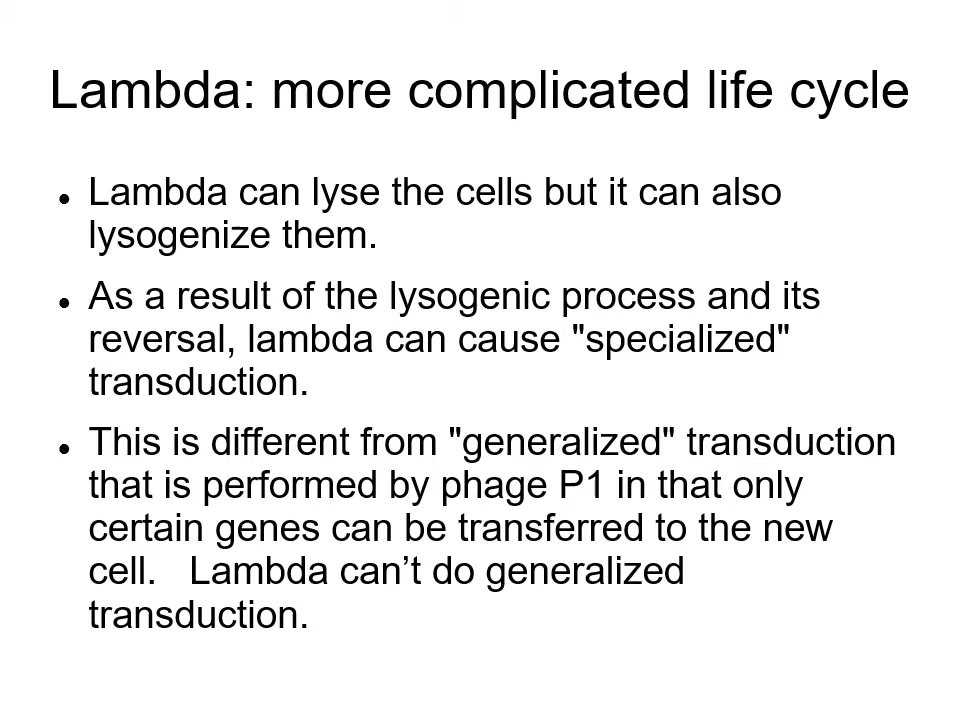 Lambda: more complicated life cycle
● Lambda can lyse the cells but it can also
lysogenize them.
● As a result of the lysogenic process and its
reversal, lambda can cause "specialized"
transduction.
● This is different from "generalized" transduction
that is performed by phage P1 in that only
certain genes can be transferred to the new
cell.   Lambda can’t do generalized
transduction.